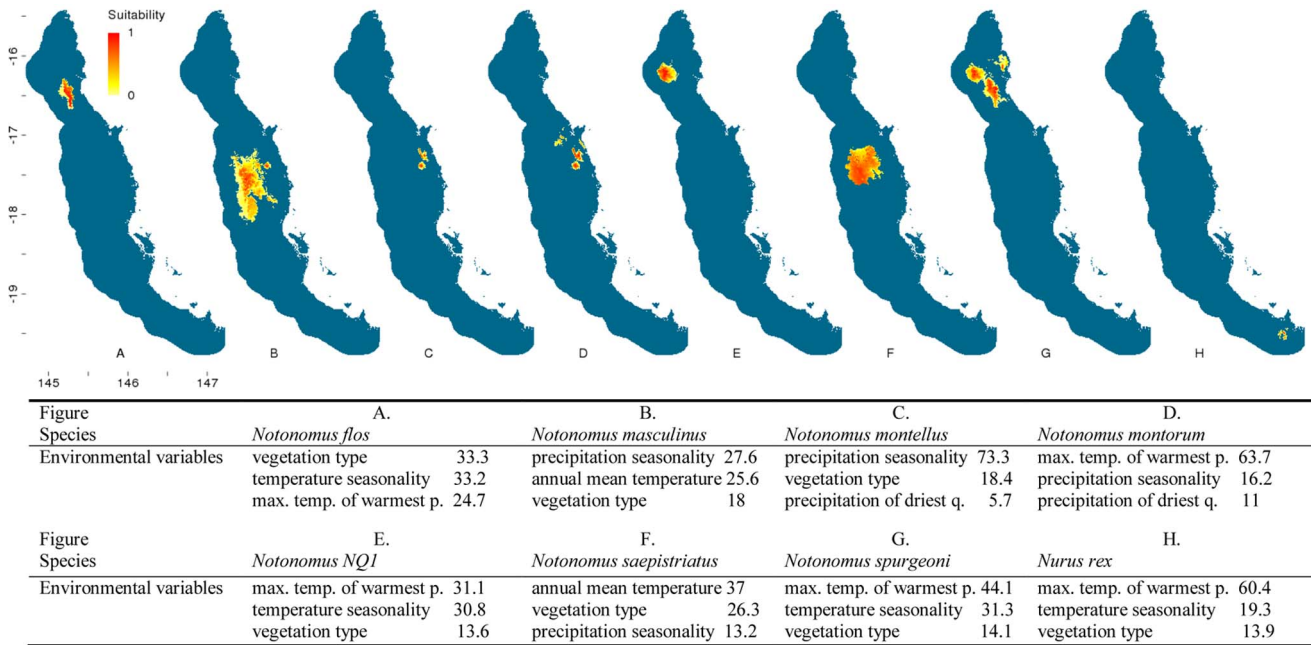 Suitability
1
0
-16
-17
-18
-19
A B C D E F G H
145 146 147
Figure A. B. C. D.
Species Notonomus flos Notonomus masculinus Notonomus montellus Notonomus montorum
Environmental variables vegetation type 33.3 precipitation seasonality 27.6 precipitation seasonality 73.3 max. temp. of warmest p. 63.7
temperature seasonality 33.2 annual mean temperature 25.6 vegetation type 18.4 precipitation seasonality 16.2
max. temp. of warmest p. 24.7 vegetation type 18 precipitation of driest q. 5.7 precipitation of driest q. 11
Figure E. F. G. H.
Species Notonomus NQ1 Notonomus saepistriatus Notonomus spurgeoni Nurus rex
Environmental variables max. temp. of warmest p. 31.1 annual mean temperature 37 max. temp. of warmest p. 44.1 max. temp. of warmest p. 60.4
temperature seasonality 30.8 vegetation type 26.3 temperature seasonality 31.3 temperature seasonality 19.3
vegetation type 13.6 precipitation seasonality 13.2 vegetation type 14.1 vegetation type 13.9